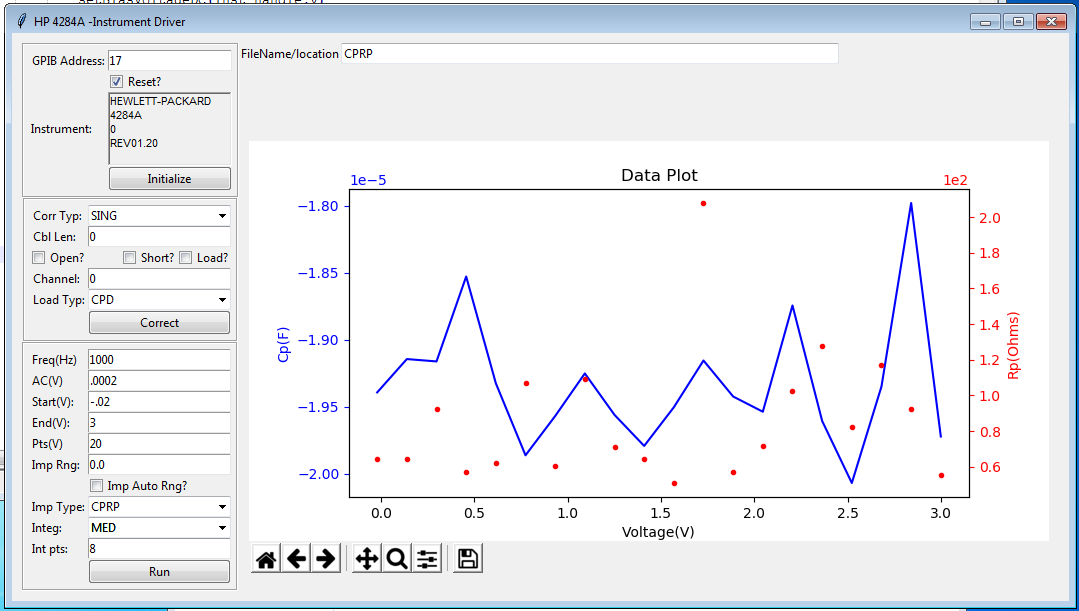 HP 4284A -Instrument Driver
GPIB Address: 17
FileName/location CPRP
Reset?
Instrument:
HEWLETT-PACKARD
4284A
0
REV01.20
Initialize
Corr Typ: SING
Cbl Len: 0
Open? Short? Load?
Channel: 0
Load Typ: CPD
Correct
Freq(Hz) 1000
AC(V) .0002
Start(V): -.02
End(V): 3
Pts(V) 20
Imp Rng: 0.0
Imp Auto Rng?
Imp Type: CPRP
Integ: MED
Int pts: 8
Run
Data Plot
1e−5
1e2
−1.80
−1.85
−1.90
−1.95
−2.00
Cp(F)
0.0 0.5 1.0 1.5 2.0 2.5 3.0
Voltage(V)
2.0
1.8
1.6
1.4
1.2
1.0
0.8
0.6
Rp(Ohms)